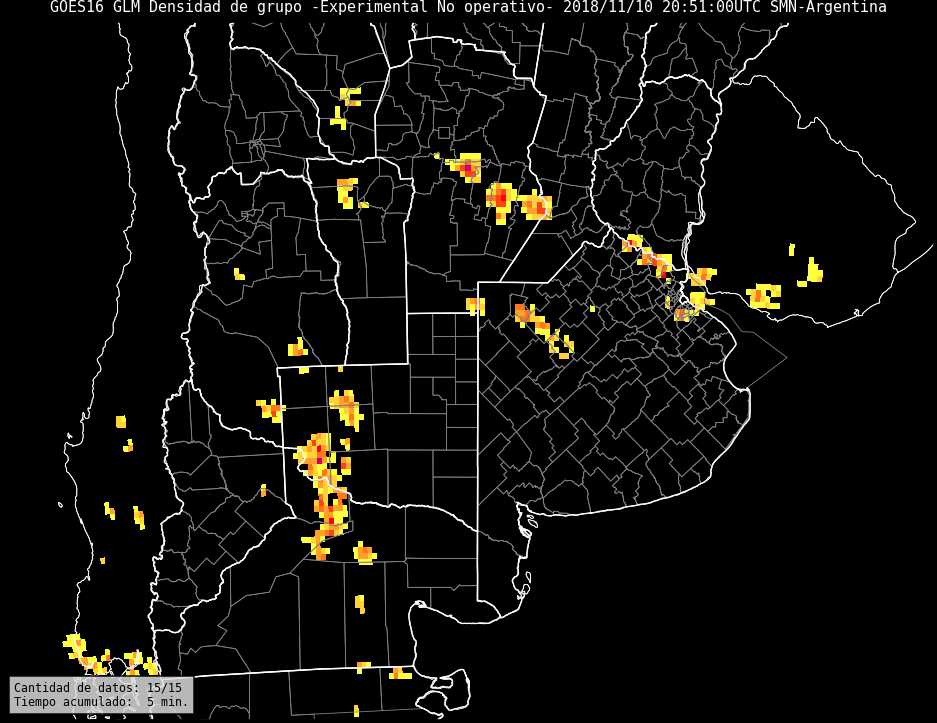 GOES16 GLM Densidad de grupo -Experimental No operativo- 2018/11/10 20:51:00UTC SMN-Argentina
Cantidad de datos: 15/15
Tiempo acumulado:  5 min.